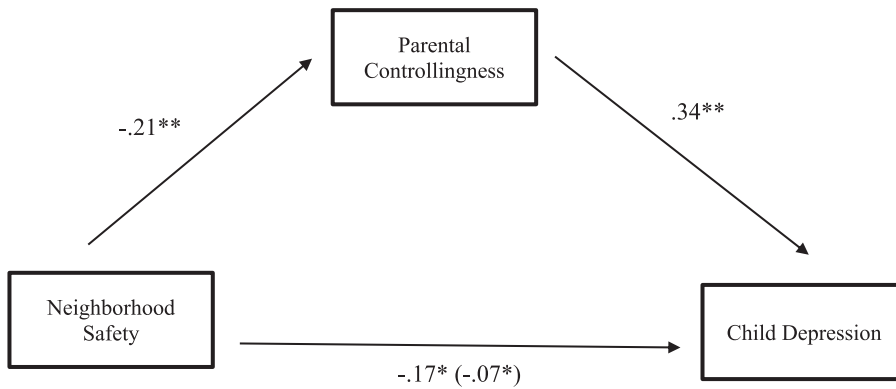 Parental
Controllingness
-.21**
.34**
Neighborhood
Safety
Child Depression
-.17* (-.07*)